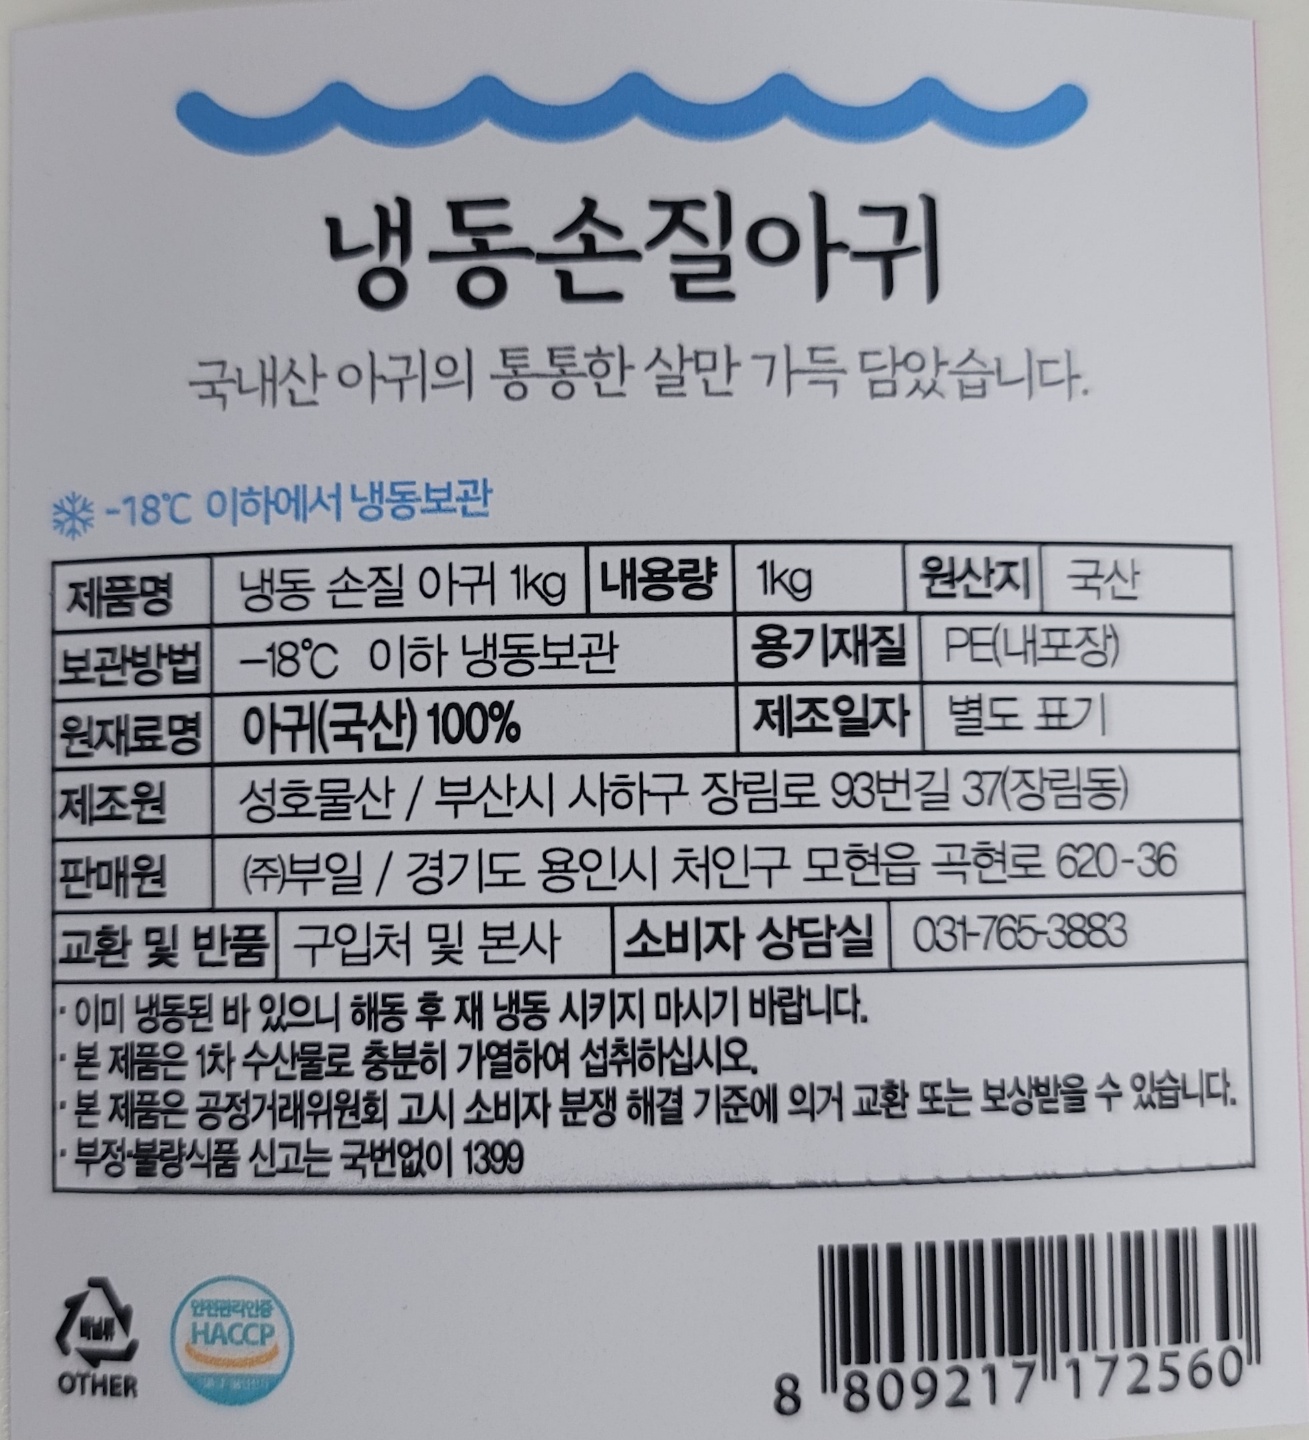 냉동손질아귀
국내산 아귀의 통통한 살만 가득 담았습니다.
-18℃ 이하에서 냉동보관
제품명 냉동 손질 아귀 1kg 내용량 1kg 원산지 국산
보관방법 -18℃ 이하 냉동보관 용기재질 PE(내포장)
원재료명 아귀(국산) 100% 제조일자 별도 표기
제조원 성호물산 / 부산시 사하구 장림로 93번길 37(장림동)
판매원 ㈜부일 / 경기도 용인시 처인구 모현읍 곡현로 620-36
교환 및 반품 구입처 및 본사 소비자 상담실 031-765-3883
· 이미 냉동된 바 있으니 해동 후 재 냉동 시키지 마시기 바랍니다.
· 본 제품은 1차 수산물로 충분히 가열하여 섭취하십시오.
· 본 제품은 공정거래위원회 고시 소비자 분쟁 해결 기준에 의거 교환 또는 보상받을 수 있습니다.
· 부정·불량식품 신고는 국번없이 1399
비닐류
OTHER
안전관리인증
HACCP
8 809217 172560